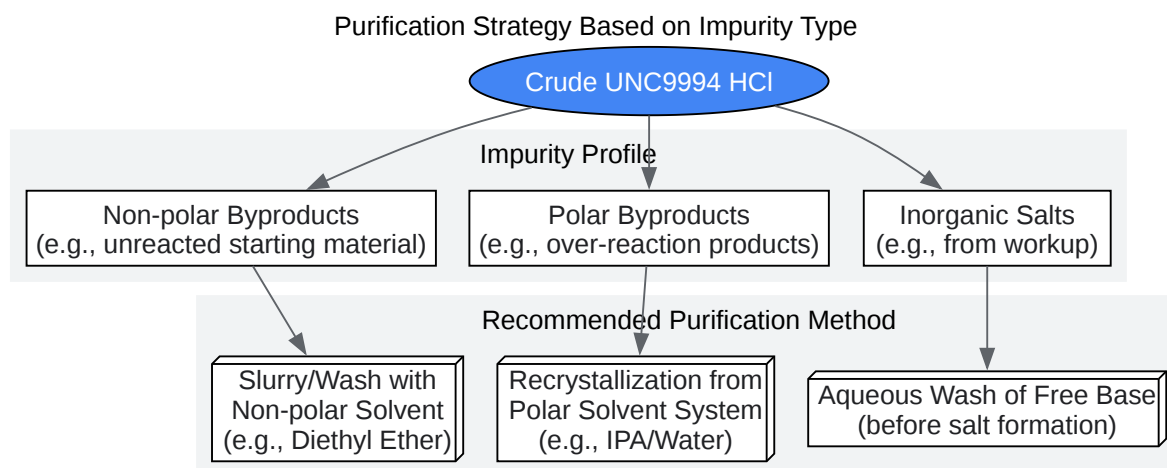 Purification Strategy Based on Impurity Type
Crude UNC9994 HCl
Impurity Profile
Non-polar Byproducts
(e.g., unreacted starting material)
Polar Byproducts
(e.g., over-reaction products)
Inorganic Salts
(e.g., from workup)
Recommended Purification Method
Slurry/Wash with
Non-polar Solvent
(e.g., Diethyl Ether)
Recrystallization from
Polar Solvent System
(e.g., IPA/Water)
Aqueous Wash of Free Base
(before salt formation)